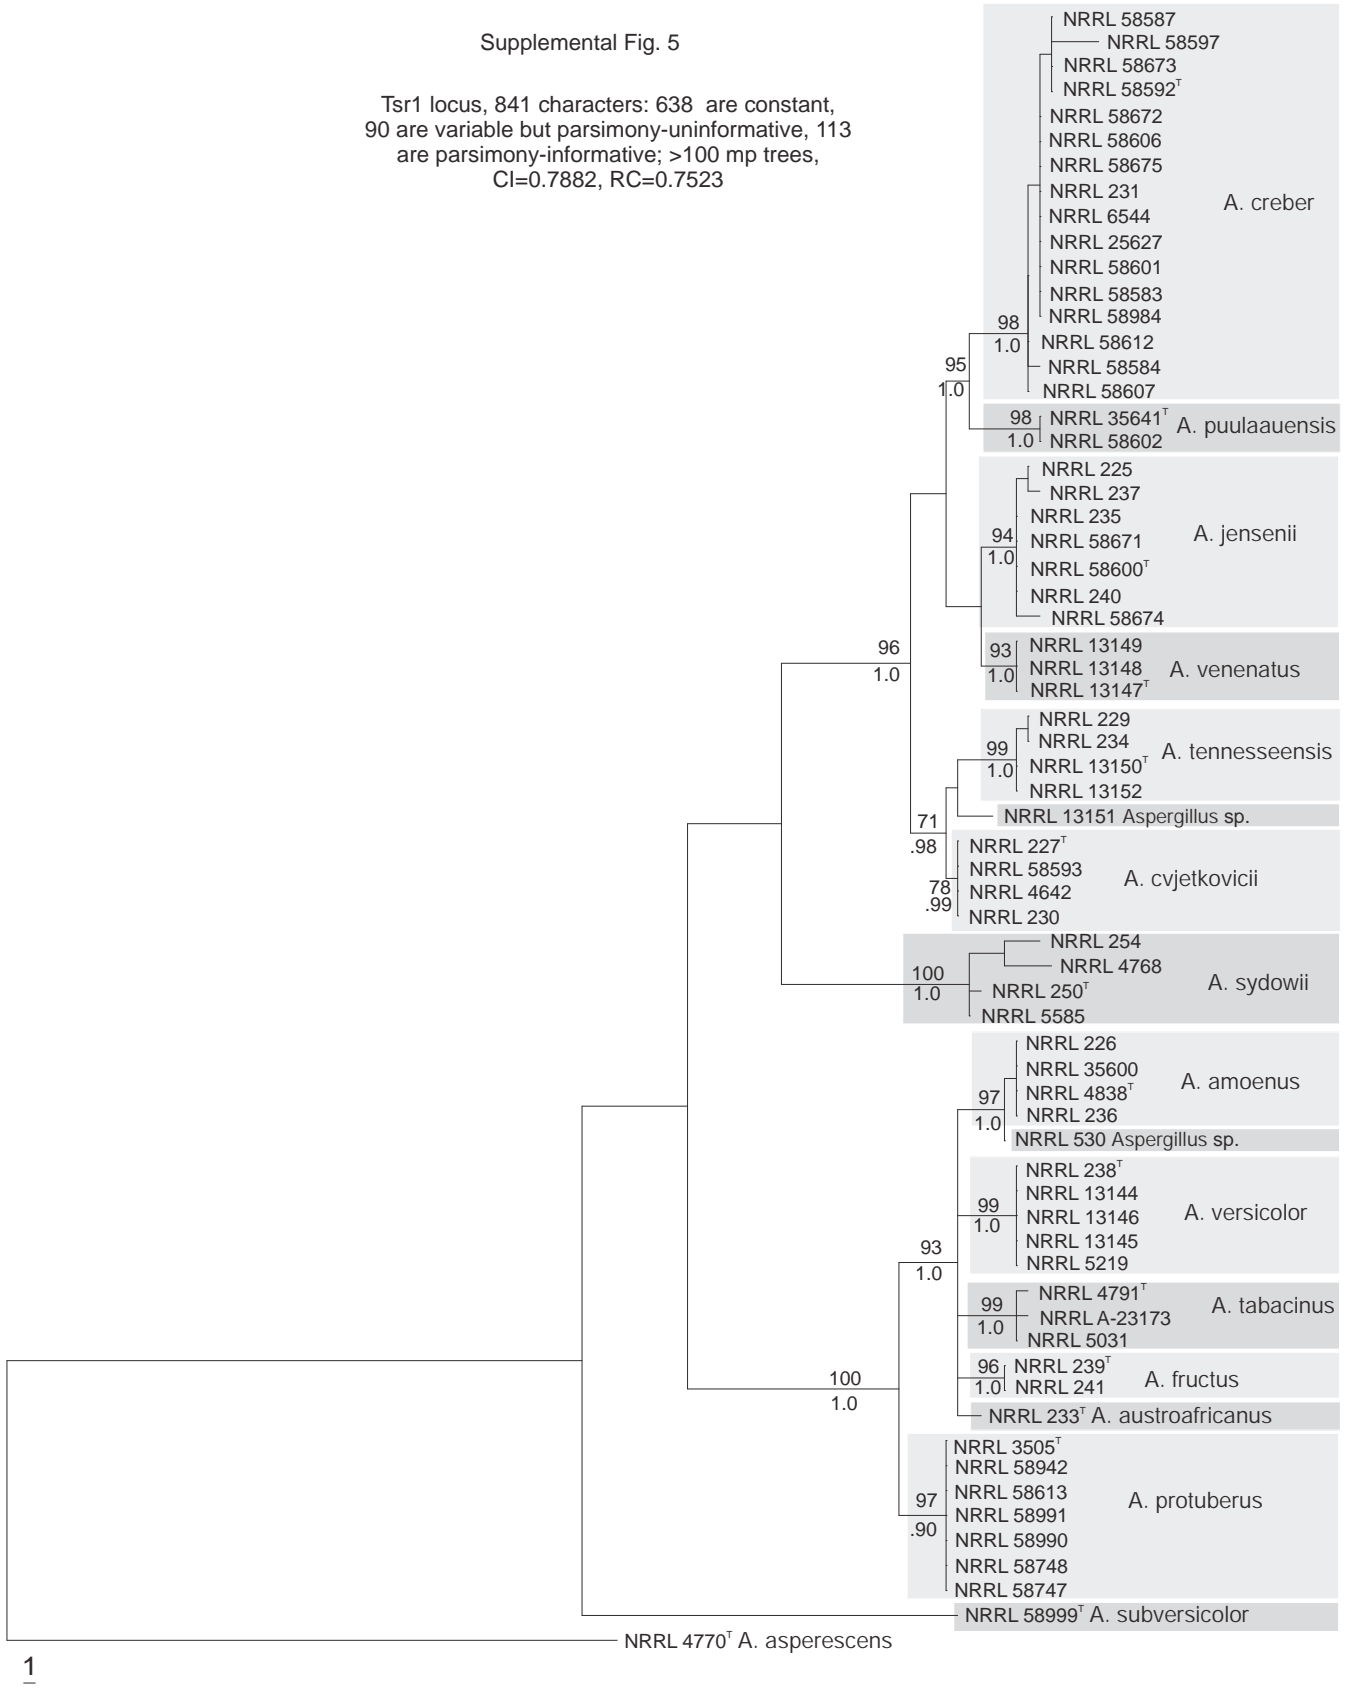 Supplemental Fig. 5
Tsr1 locus, 841 characters: 638 are constant,
90 are variable but parsimony-uninformative, 113
are parsimony-informative; >100 mp trees,
CI=0.7882, RC=0.7523
NRRL 58587
NRRL 58597
NRRL 58673
NRRL 58592ᵀ
NRRL 58672
NRRL 58606
NRRL 58675
NRRL 231
A. creber
NRRL 6544
NRRL 25627
NRRL 58601
NRRL 58583
NRRL 58984
98
1.0
NRRL 58612
NRRL 58584
NRRL 58607
95
1.0
98
1.0
NRRL 35641ᵀ
NRRL 58602
A. puulaauensis
NRRL 225
NRRL 237
NRRL 235
NRRL 58671
NRRL 58600ᵀ
NRRL 240
NRRL 58674
A. jensenii
94
1.0
96
1.0
93
1.0
NRRL 13149
NRRL 13148
NRRL 13147ᵀ
A. venenatus
NRRL 229
NRRL 234
NRRL 13150ᵀ
NRRL 13152
A. tennesseensis
99
1.0
NRRL 13151 Aspergillus sp.
71
.98
NRRL 227ᵀ
NRRL 58593
NRRL 4642
NRRL 230
A. cvjetkovicii
78
.99
NRRL 254
NRRL 4768
NRRL 250ᵀ
NRRL 5585
A. sydowii
100
1.0
NRRL 226
NRRL 35600
NRRL 4838ᵀ
NRRL 236
A. amoenus
97
1.0
NRRL 530 Aspergillus sp.
NRRL 238ᵀ
NRRL 13144
NRRL 13146
NRRL 13145
NRRL 5219
A. versicolor
99
1.0
93
1.0
NRRL 4791ᵀ
NRRL A-23173
NRRL 5031
A. tabacinus
99
1.0
96
1.0
NRRL 239ᵀ
NRRL 241
A. fructus
100
1.0
NRRL 233ᵀ A. austroafricanus
NRRL 3505ᵀ
NRRL 58942
NRRL 58613
NRRL 58991
NRRL 58990
NRRL 58748
NRRL 58747
A. protuberus
97
.90
NRRL 58999ᵀ A. subversicolor
NRRL 4770ᵀ A. asperescens
1